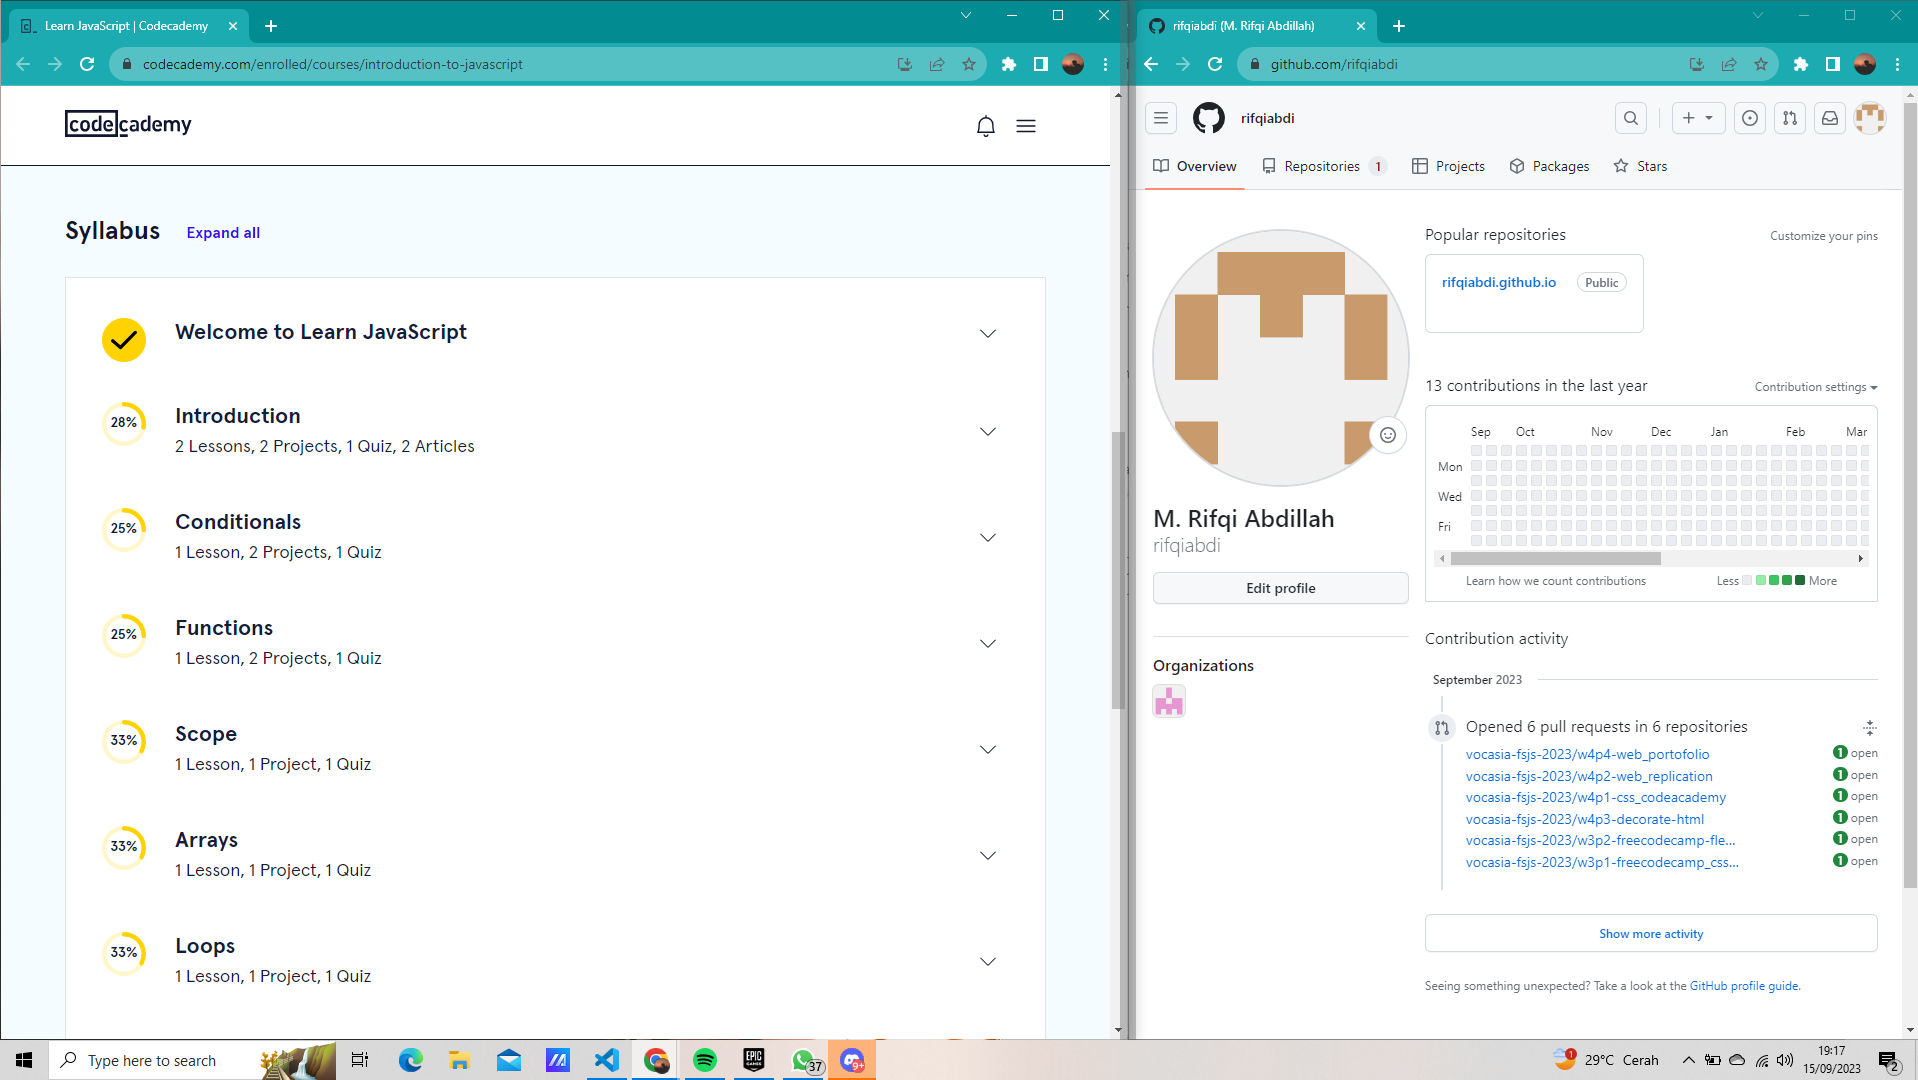 Learn JavaScript | Codecademy
codecademy.com/enrolled/courses/introduction-to-javascript
codecademy
Syllabus
Expand all
Welcome to Learn JavaScript
28%
Introduction
2 Lessons, 2 Projects, 1 Quiz, 2 Articles
25%
Conditionals
1 Lesson, 2 Projects, 1 Quiz
25%
Functions
1 Lesson, 2 Projects, 1 Quiz
33%
Scope
1 Lesson, 1 Project, 1 Quiz
33%
Arrays
1 Lesson, 1 Project, 1 Quiz
33%
Loops
1 Lesson, 1 Project, 1 Quiz
rifqiabdi (M. Rifqi Abdillah)
github.com/rifqiabdi
rifqiabdi
Overview
Repositories 1
Projects
Packages
Stars
M. Rifqi Abdillah
rifqiabdi
Edit profile
Organizations
Popular repositories
Customize your pins
rifqiabdi.github.io
Public
13 contributions in the last year
Contribution settings
Sep Oct Nov Dec Jan Feb Mar
Mon
Wed
Fri
Learn how we count contributions
Less More
Contribution activity
September 2023
Opened 6 pull requests in 6 repositories
vocasia-fsjs-2023/w4p4-web_portofolio 1 open
vocasia-fsjs-2023/w4p2-web_replication 1 open
vocasia-fsjs-2023/w4p1-css_codeacademy 1 open
vocasia-fsjs-2023/w4p3-decorate-html 1 open
vocasia-fsjs-2023/w3p2-freecodecamp-fle... 1 open
vocasia-fsjs-2023/w3p1-freecodecamp_css... 1 open
Show more activity
Seeing something unexpected? Take a look at the GitHub profile guide.
Type here to search
EPIC GAMES
37
9+
1
29°C Cerah
19:17
15/09/2023
2